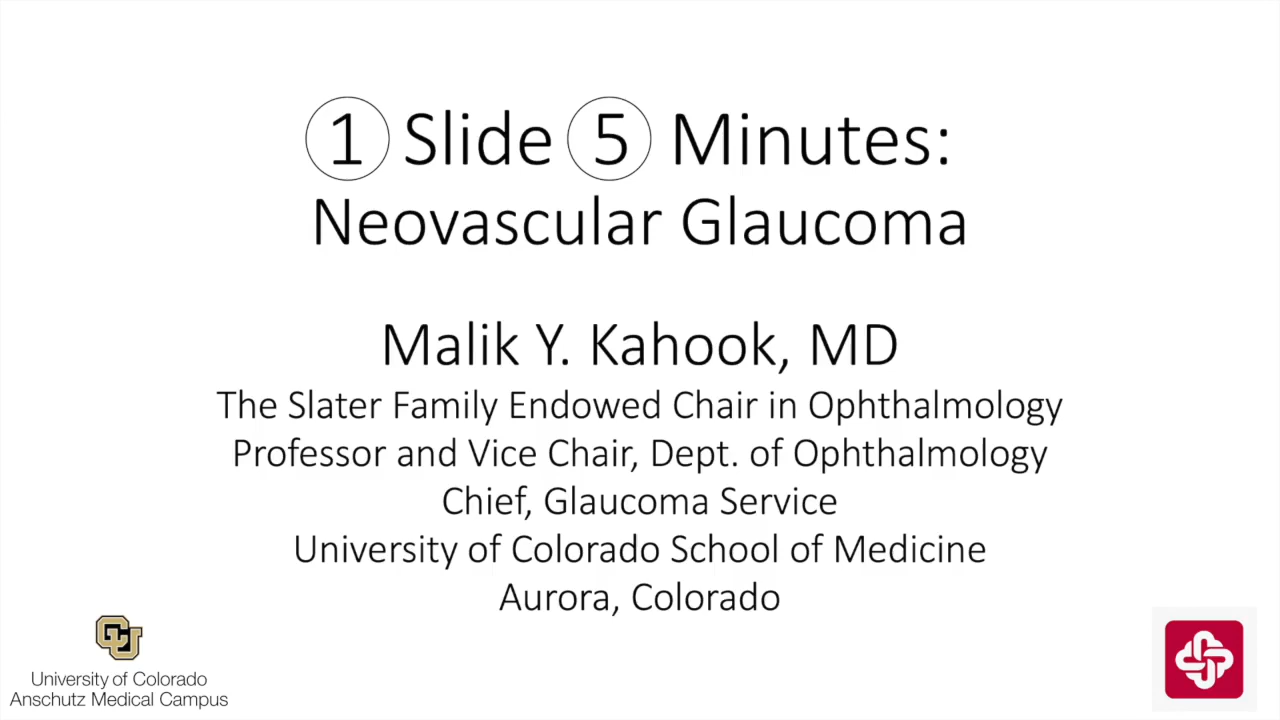 1 Slide 5 Minutes:
Neovascular Glaucoma
Malik Y. Kahook, MD
The Slater Family Endowed Chair in Ophthalmology
Professor and Vice Chair, Dept. of Ophthalmology
Chief, Glaucoma Service
University of Colorado School of Medicine
Aurora, Colorado
CU
University of Colorado
Anschutz Medical Campus